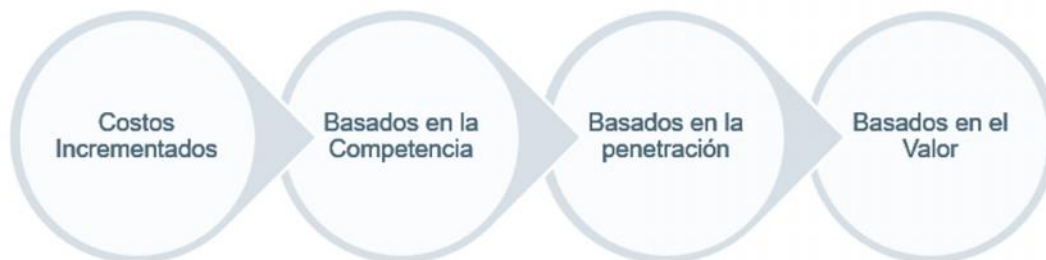 Costos
Incrementados
Basados en la
Competencia
Basados en la
penetración
Basados en el
Valor